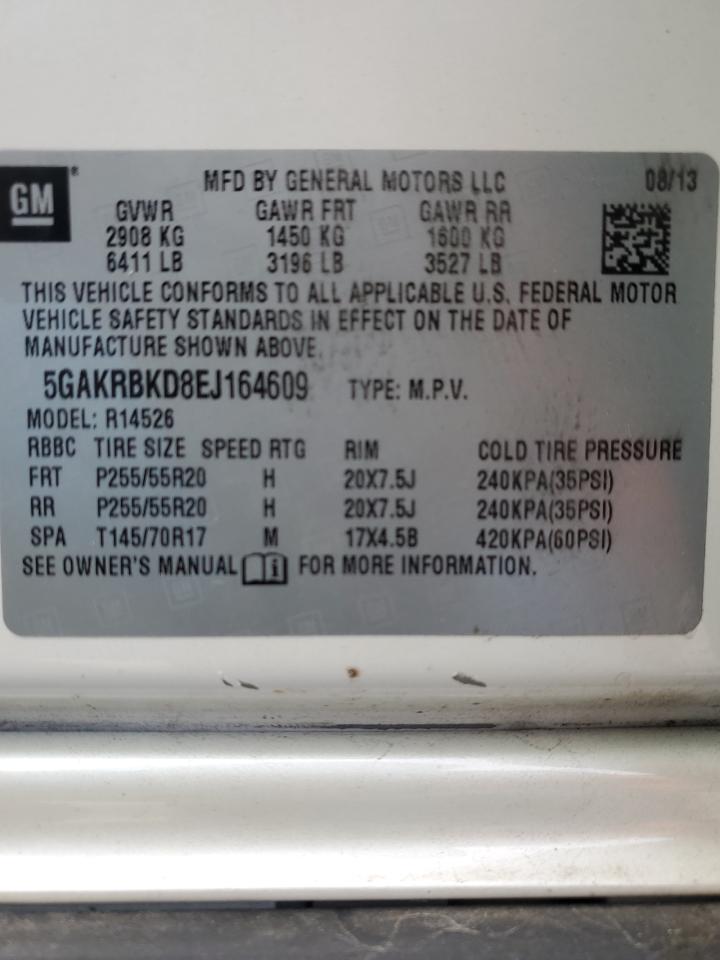 GM® MFD BY GENERAL MOTORS LLC 08/13
GVWR GAWR FRT GAWR RR
2908 KG 1450 KG 1600 KG
6411 LB 3196 LB 3527 LB
THIS VEHICLE CONFORMS TO ALL APPLICABLE U.S. FEDERAL MOTOR
VEHICLE SAFETY STANDARDS IN EFFECT ON THE DATE OF
MANUFACTURE SHOWN ABOVE.
5GAKRBKD8EJ164609 TYPE: M.P.V.
MODEL: R14526
RBBC TIRE SIZE SPEED RTG RIM COLD TIRE PRESSURE
FRT P255/55R20 H 20X7.5J 240KPA(35PSI)
RR P255/55R20 H 20X7.5J 240KPA(35PSI)
SPA T145/70R17 M 17X4.5B 420KPA(60PSI)
SEE OWNER'S MANUAL i FOR MORE INFORMATION.